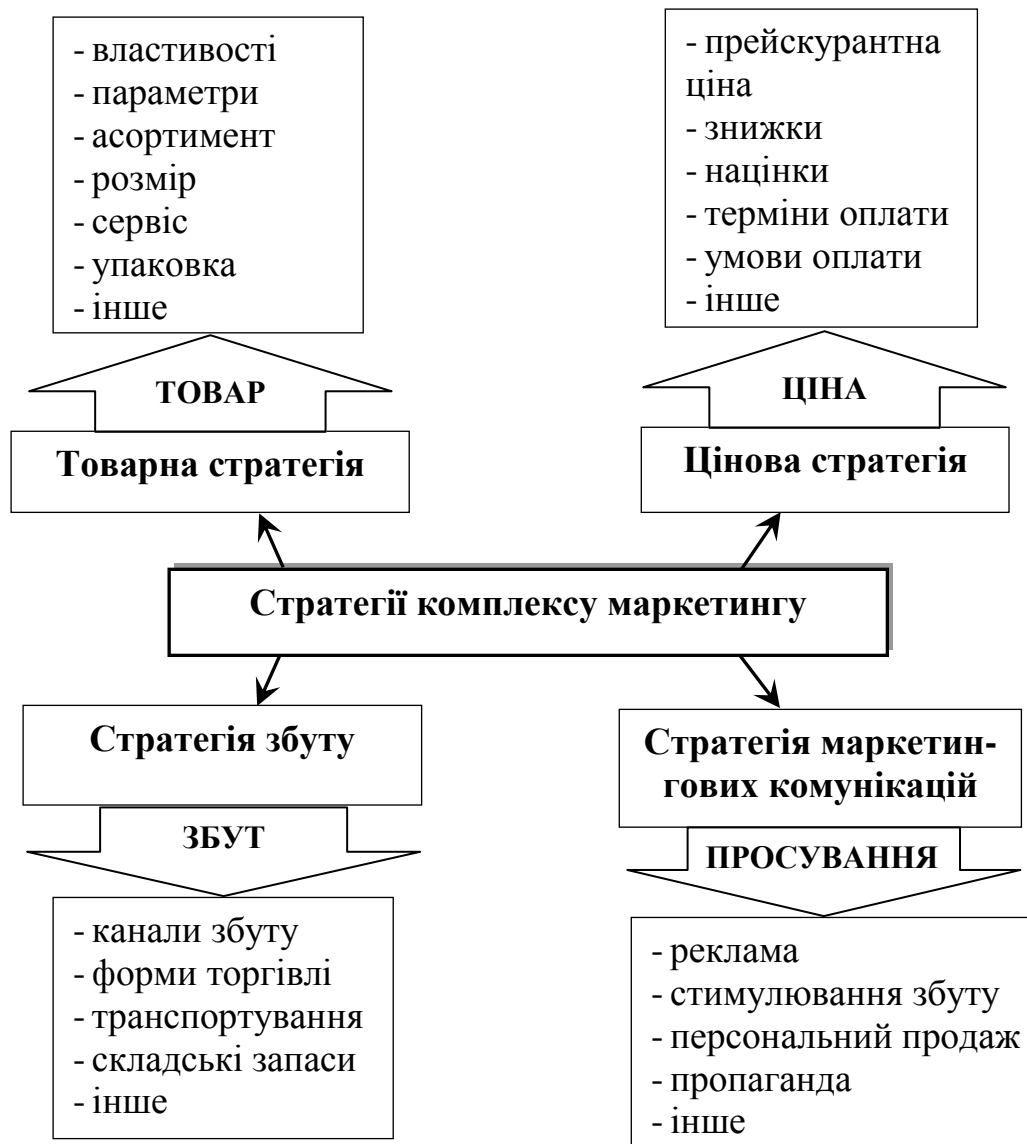 - властивості
- параметри
- асортимент
- розмір
- сервіс
- упаковка
- інше
ТОВАР
Товарна стратегія
- прейскурантна
ціна
- знижки
- націнки
- терміни оплати
- умови оплати
- інше
ЦІНА
Цінова стратегія
Стратегії комплексу маркетингу
Стратегія збуту
ЗБУТ
- канали збуту
- форми торгівлі
- транспортування
- складські запаси
- інше
Стратегія маркетин-
гових комунікацій
ПРОСУВАННЯ
- реклама
- стимулювання збуту
- персональний продаж
- пропаганда
- інше